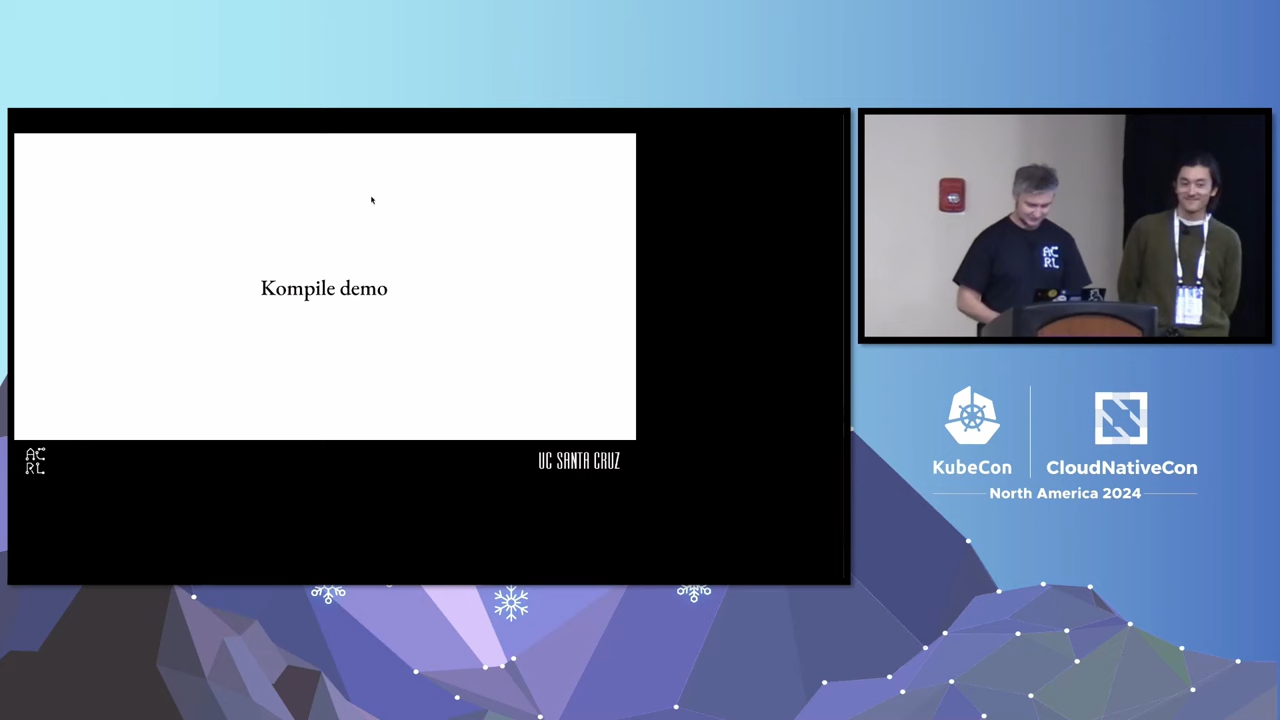 Kompile demo
AC
RL
UC SANTA CRUZ
AC
RL
KubeCon
CloudNativeCon
North America 2024